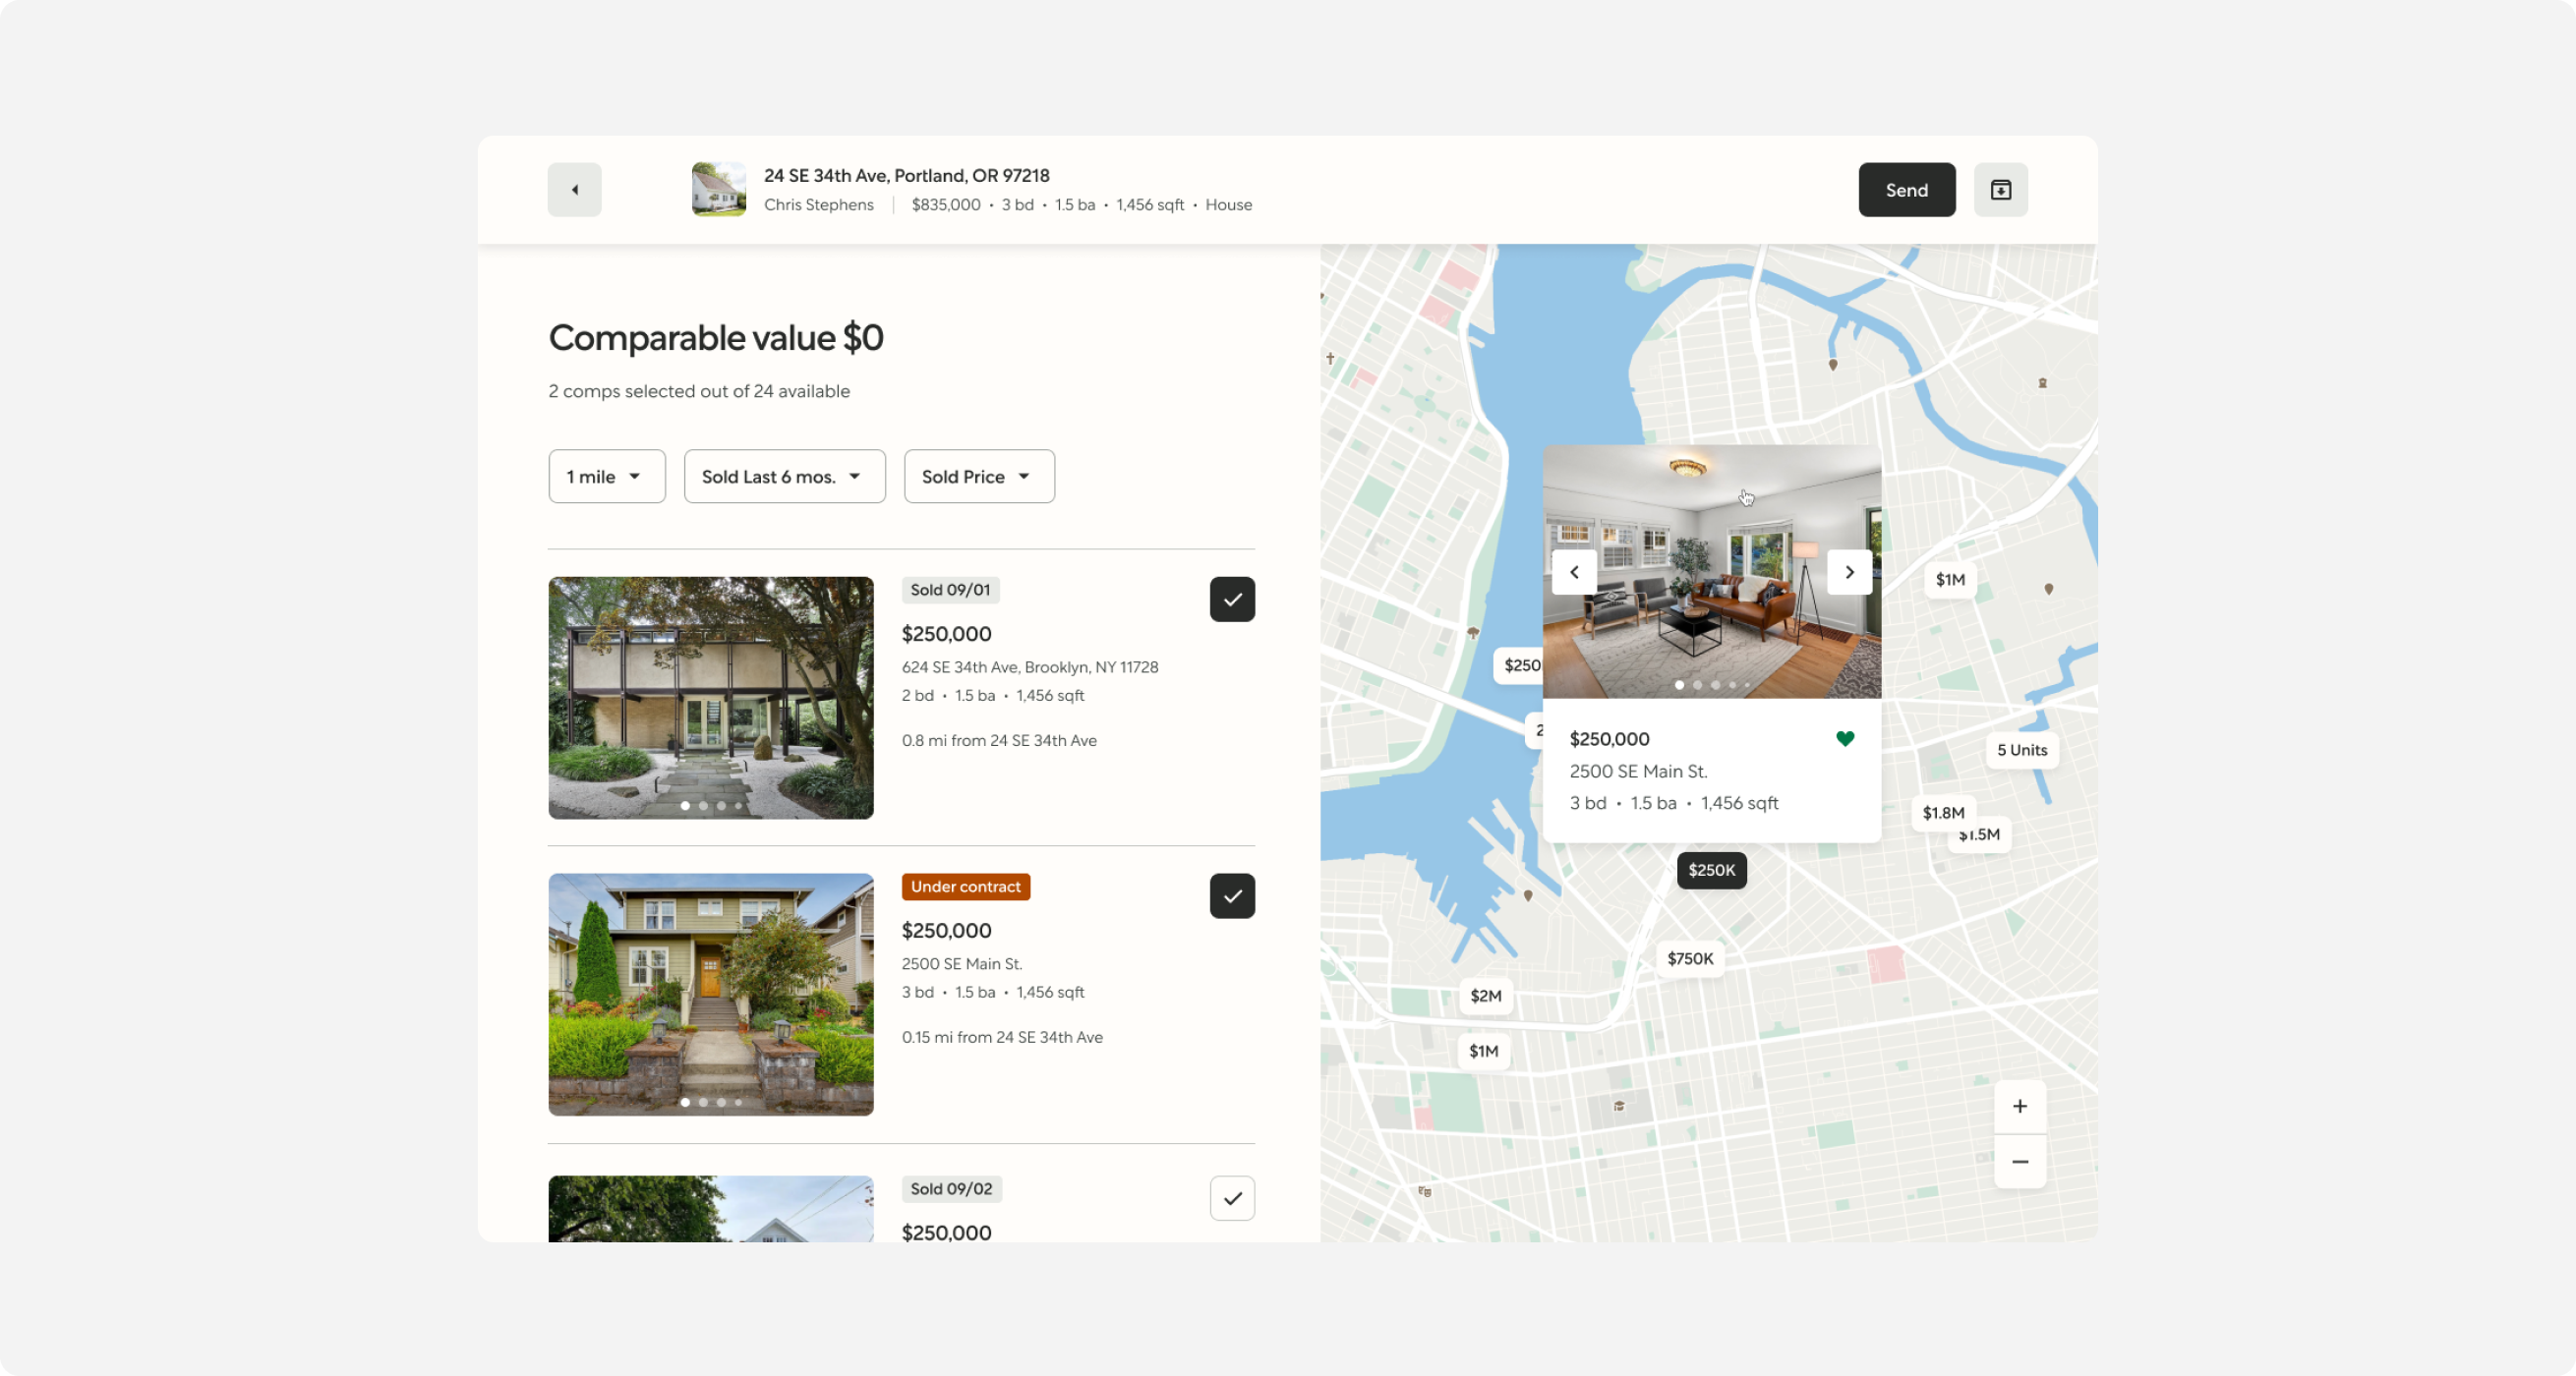 24 SE 34th Ave, Portland, OR 97218
Chris Stephens | $835,000 • 3 bd • 1.5 ba • 1,456 sqft • House
Send
Comparable value $0
2 comps selected out of 24 available
1 mile
Sold Last 6 mos.
Sold Price
Sold 09/01
$250,000
624 SE 34th Ave, Brooklyn, NY 11728
2 bd • 1.5 ba • 1,456 sqft
0.8 mi from 24 SE 34th Ave
Under contract
$250,000
2500 SE Main St.
3 bd • 1.5 ba • 1,456 sqft
0.15 mi from 24 SE 34th Ave
Sold 09/02
$250,000
$1M
$250
2
$250,000
2500 SE Main St.
3 bd • 1.5 ba • 1,456 sqft
5 Units
$1.8M
$1.5M
$250K
$750K
$2M
$1M
+
−